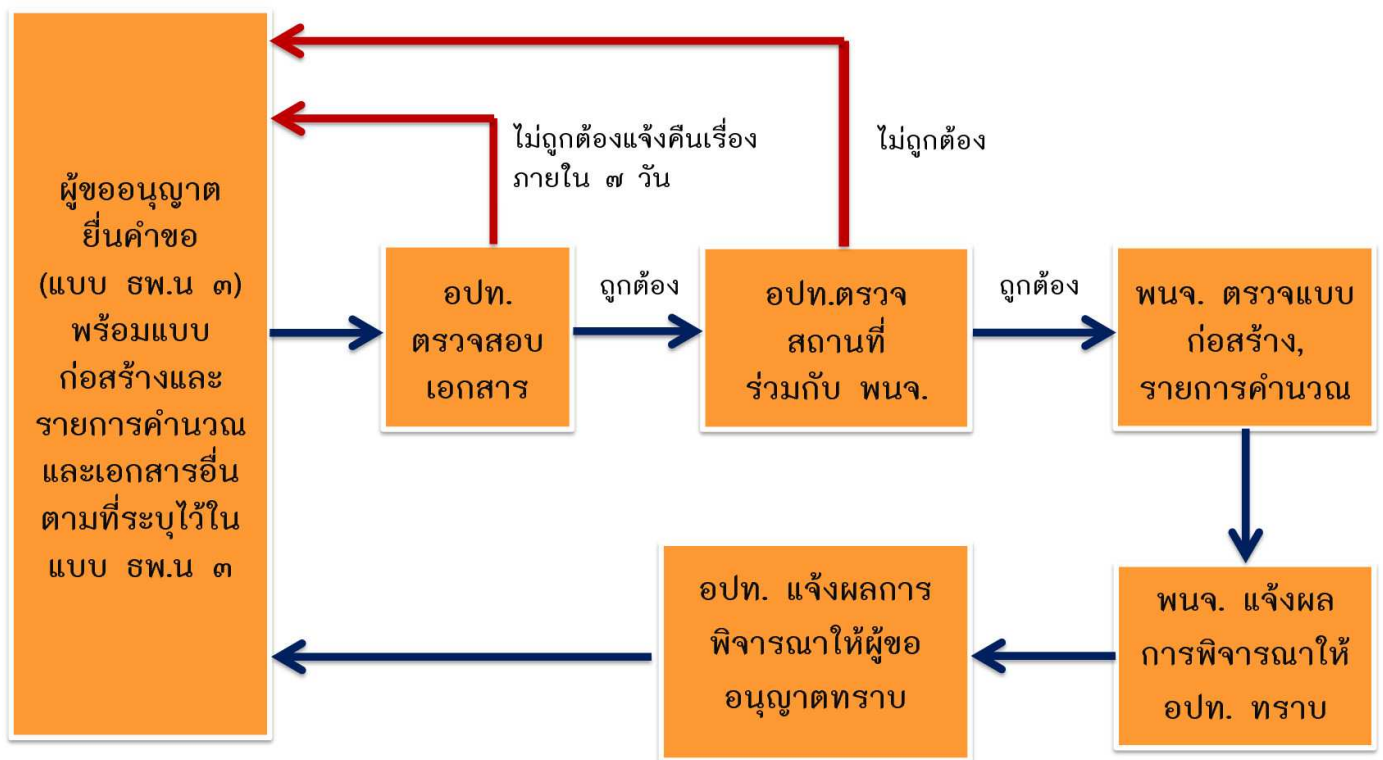 ผู้ขออนุญาต
ยื่นคำขอ
(แบบ ธพ.น ๓)
พร้อมแบบ
ก่อสร้างและ
รายการคำนวณ
และเอกสารอื่น
ตามที่ระบุไว้ใน
แบบ ธพ.น ๓
ไม่ถูกต้องแจ้งคืนเรื่อง
ภายใน ๗ วัน
ไม่ถูกต้อง
อปท.
ตรวจสอบ
เอกสาร
ถูกต้อง
อปท.ตรวจ
สถานที่
ร่วมกับ พนจ.
ถูกต้อง
พนจ. ตรวจแบบ
ก่อสร้าง,
รายการคำนวณ
พนจ. แจ้งผล
การพิจารณาให้
อปท. ทราบ
อปท. แจ้งผลการ
พิจารณาให้ผู้ขอ
อนุญาตทราบ